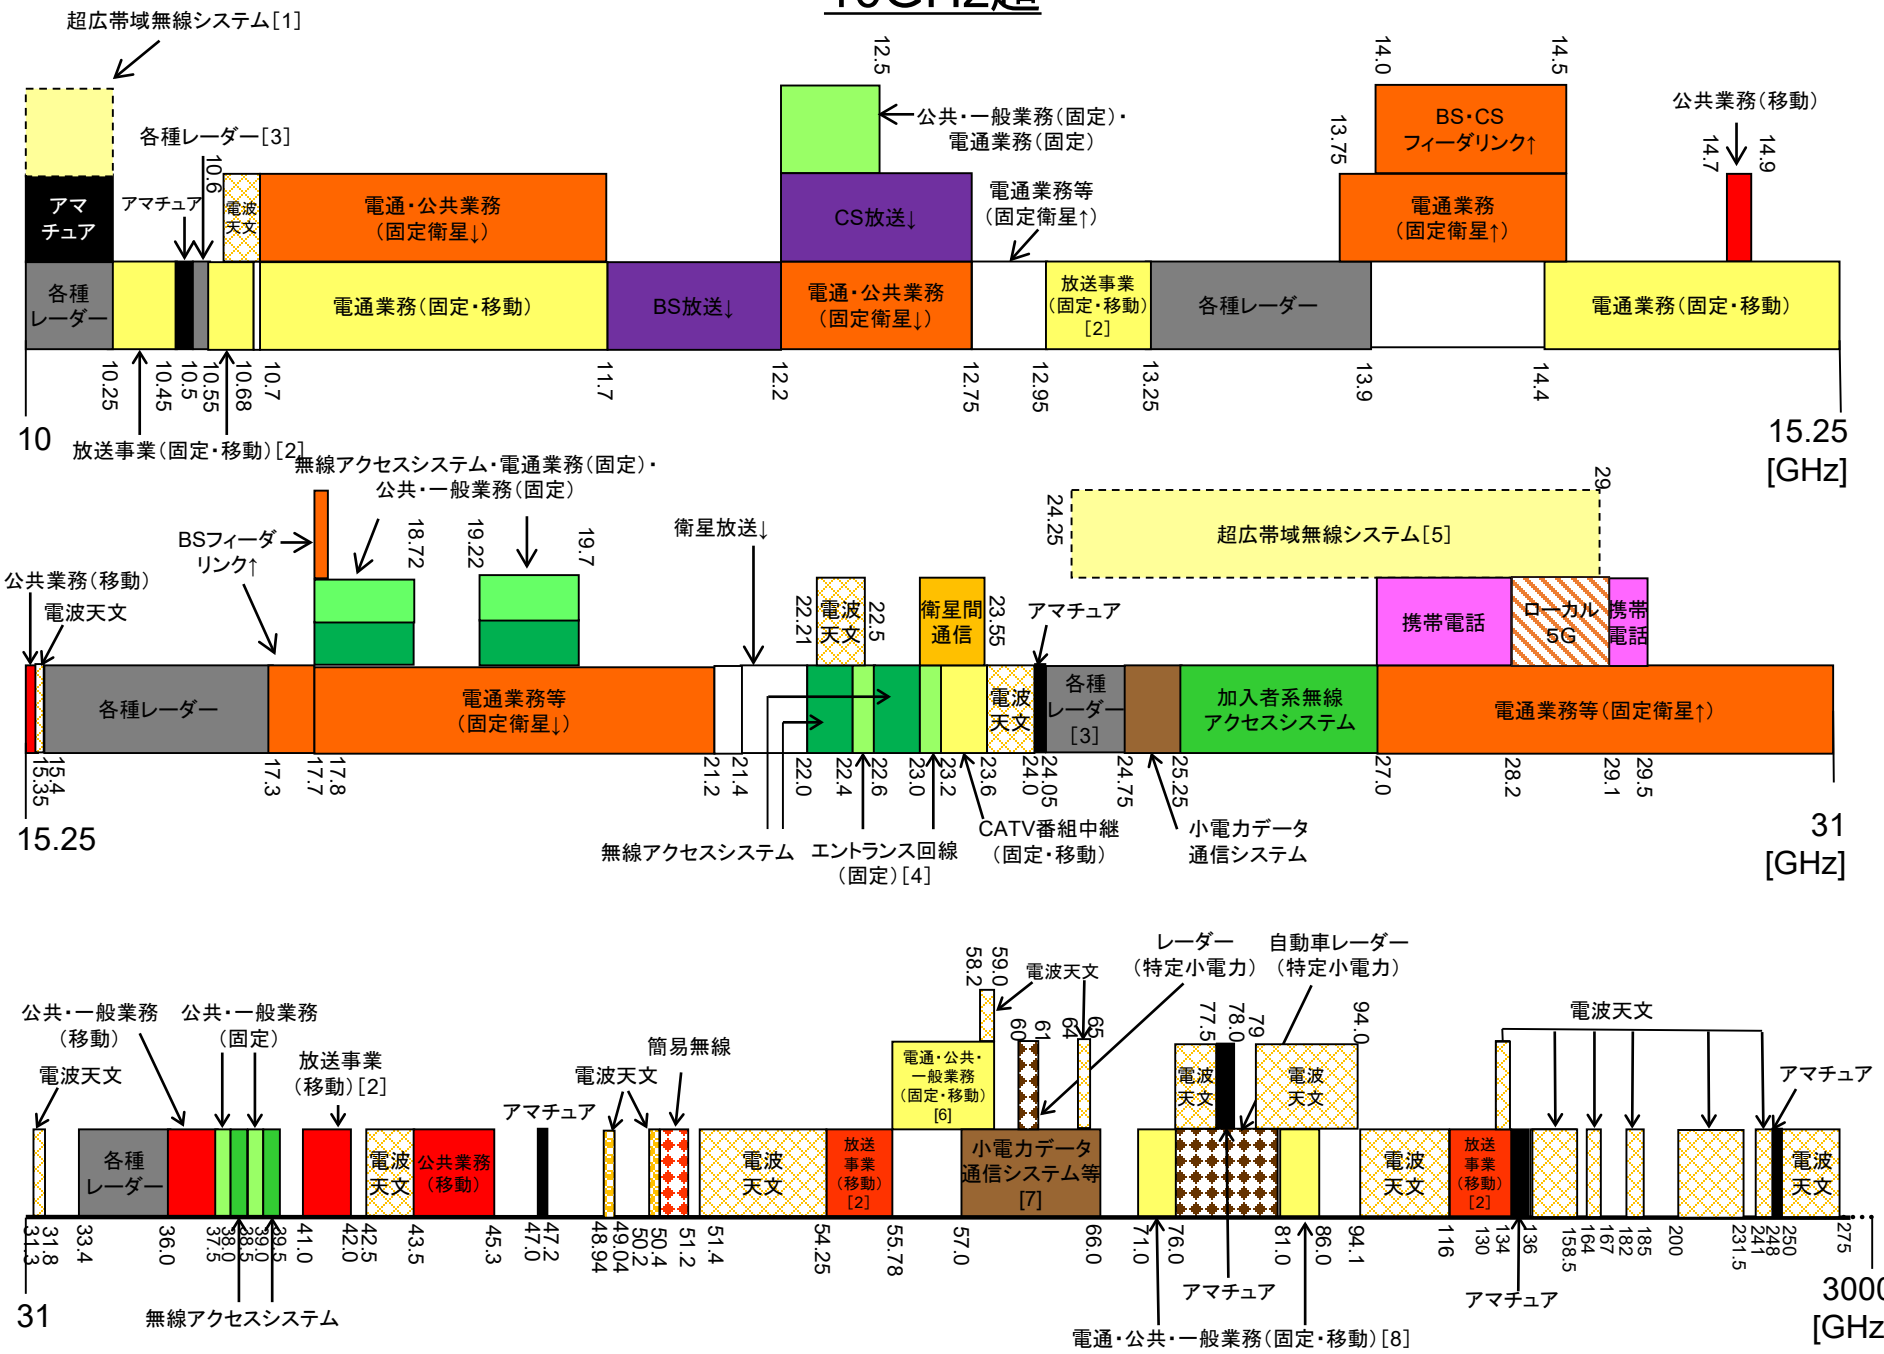 10GHz超
超広帯域無線システム[1]
12.5
14.0
14.5
公共・一般業務(固定)・
電通業務(固定)
各種レーダー[3]
10.6
13.75
BS・CS
フィーダリンク↑
公共業務(移動)
14.7
14.9
アマ
チュア
アマチュア
電波
天文
電通・公共業務
(固定衛星↓)
CS放送↓
電通業務等
(固定衛星↑)
電通業務
(固定衛星↑)
各種
レーダー
電通業務(固定・移動)
BS放送↓
電通・公共業務
(固定衛星↓)
放送事業
(固定・移動)
[2]
各種レーダー
電通業務(固定・移動)
10.25
10.45
10.5
10.55
10.68
10.7
11.7
12.2
12.75
12.95
13.25
13.9
14.4
10
15.25
[GHz]
放送事業(固定・移動)[2]
無線アクセスシステム・電通業務(固定)・
公共・一般業務(固定)
BSフィーダ
リンク↑
18.72
19.22
19.7
衛星放送↓
24.25
29
超広帯域無線システム[5]
公共業務(移動)
電波天文
22.21
電波
天文
22.5
衛星間
通信
23.55
アマチュア
携帯電話
ローカル
5G
携帯
電話
各種レーダー
電通業務等
(固定衛星↓)
電波
天文
各種
レーダー
[3]
加入者系無線
アクセスシステム
電通業務等(固定衛星↑)
15.35
15.4
17.3
17.7
17.8
21.2
21.4
22.0
22.4
22.6
23.0
23.2
23.6
24.0
24.05
24.75
25.25
27.0
28.2
29.1
29.5
15.25
31
[GHz]
無線アクセスシステム
エントランス回線
(固定)[4]
CATV番組中継
(固定・移動)
小電力データ
通信システム
公共・一般業務
(移動)
公共・一般業務
(固定)
電波天文
放送事業
(移動)[2]
アマチュア
電波天文
簡易無線
58.2
59.0
電波天文
レーダー
(特定小電力)
自動車レーダー
(特定小電力)
60
61
64
65
77.5
78.0
79
94.0
電波天文
アマチュア
電通・公共・
一般業務
(固定・移動)
[6]
電波
天文
電波
天文
各種
レーダー
電波
天文
公共業務
(移動)
電波
天文
放送
事業
(移動)
[2]
小電力データ
通信システム等
[7]
電波
天文
放送
事業
(移動)
[2]
電波
天文
31.3
31.8
33.4
36.0
37.5
38.0
38.5
39.0
39.5
41.0
42.0
42.5
43.5
45.3
47.0
47.2
48.94
49.04
50.2
50.4
51.2
51.4
54.25
55.78
57.0
66.0
71.0
76.0
81.0
86.0
94.1
116
130
134
136
158.5
164
167
182
185
200
231.5
241
248
250
275
31
3000
[GHz
無線アクセスシステム
アマチュア
アマチュア
電通・公共・一般業務(固定・移動)[8]